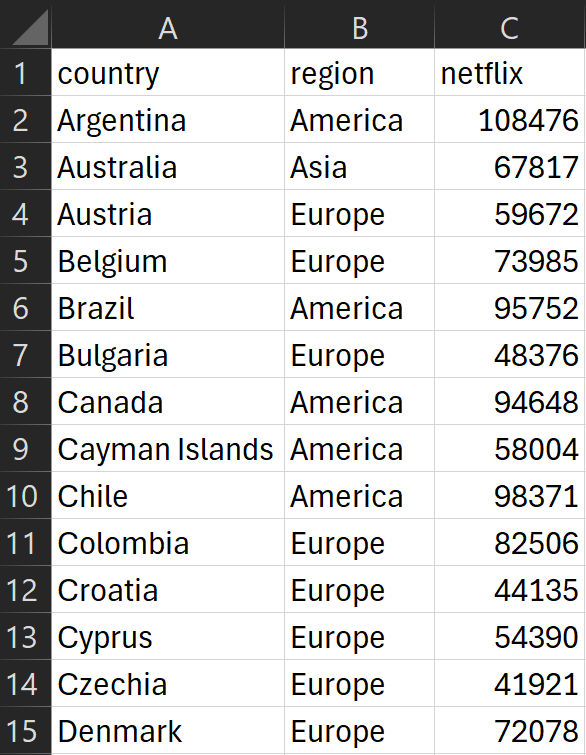 A B C
1 country region netflix
2 Argentina America 108476
3 Australia Asia 67817
4 Austria Europe 59672
5 Belgium Europe 73985
6 Brazil America 95752
7 Bulgaria Europe 48376
8 Canada America 94648
9 Cayman Islands America 58004
10 Chile America 98371
11 Colombia Europe 82506
12 Croatia Europe 44135
13 Cyprus Europe 54390
14 Czechia Europe 41921
15 Denmark Europe 72078